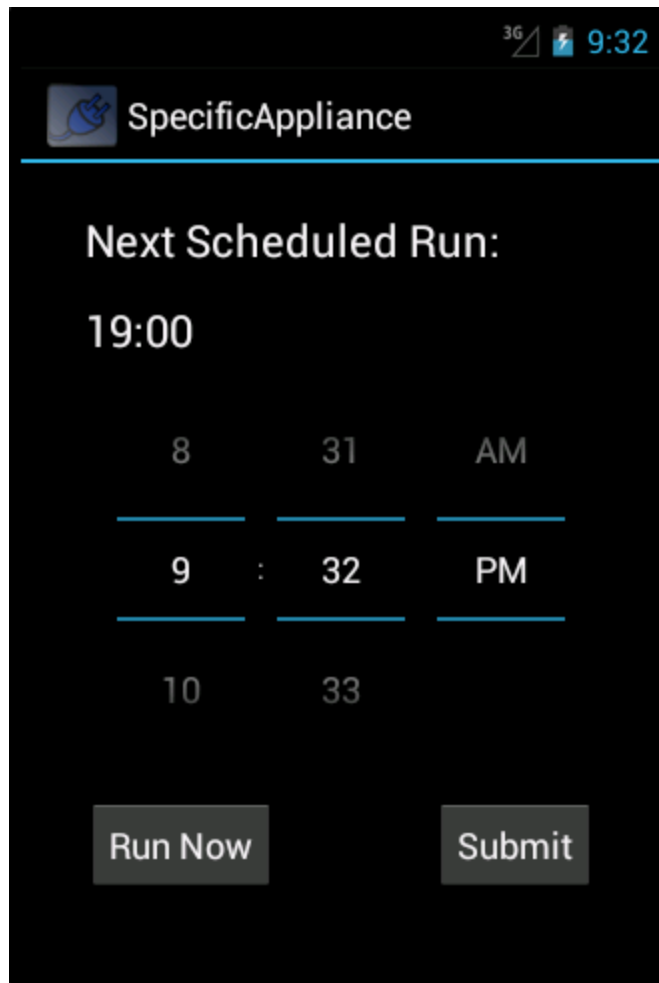 3G 9:32
SpecificAppliance
Next Scheduled Run:
19:00
8 31 AM
9 : 32 PM
10 33
Run Now Submit